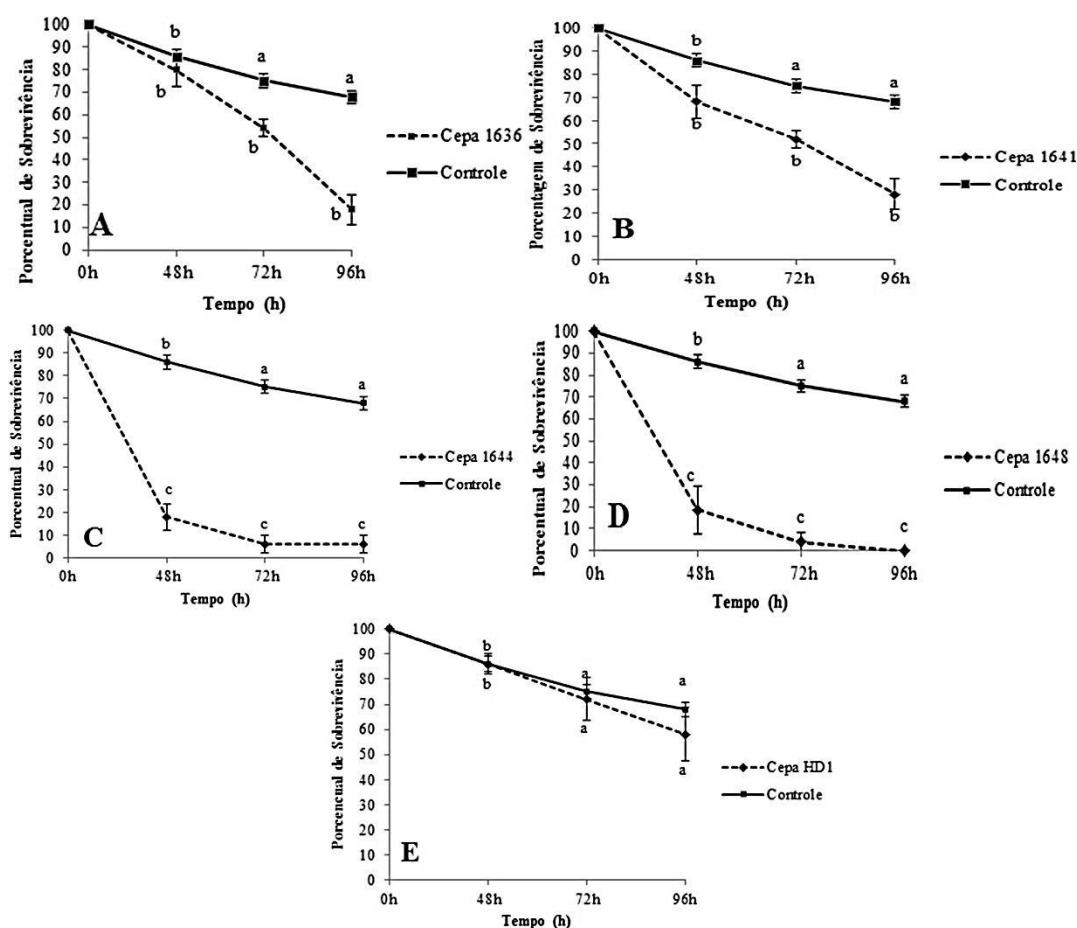 Porcentual de Sobrevivência
100
90
80
70
60
50
40
30
20
10
0
b
a
a
b
b
b
A
0h
48h
72h
96h
Tempo (h)
Cepa 1636
Controle
Porcentagem de Sobrevivência
100
90
80
70
60
50
40
30
20
10
0
b
a
a
b
b
b
B
0h
48h
72h
96h
Tempo (h)
Cepa 1641
Controle
Porcentual de Sobrevivência
100
90
80
70
60
50
40
30
20
10
0
b
a
a
c
c
c
C
0h
48h
72h
96h
Tempo (h)
Cepa 1644
Controle
Porcentual de Sobrevivência
100
90
80
70
60
50
40
30
20
10
0
b
a
a
c
c
c
D
0h
48h
72h
96h
Tempo (h)
Cepa 1648
Controle
Porcencual de Sobrevivência
100
90
80
70
60
50
40
30
20
10
0
b
a
a
b
a
a
E
0h
48h
72h
96h
Tempo (h)
Cepa HD1
Controle